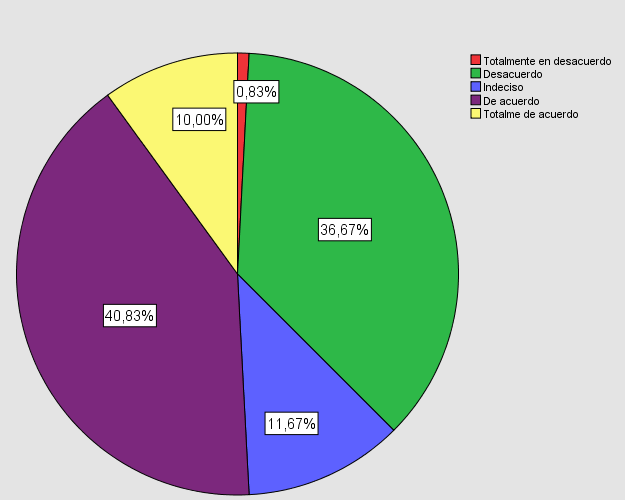 Totalmente en desacuerdo
Desacuerdo
Indeciso
De acuerdo
Totalme de acuerdo
0,83%
10,00%
36,67%
40,83%
11,67%